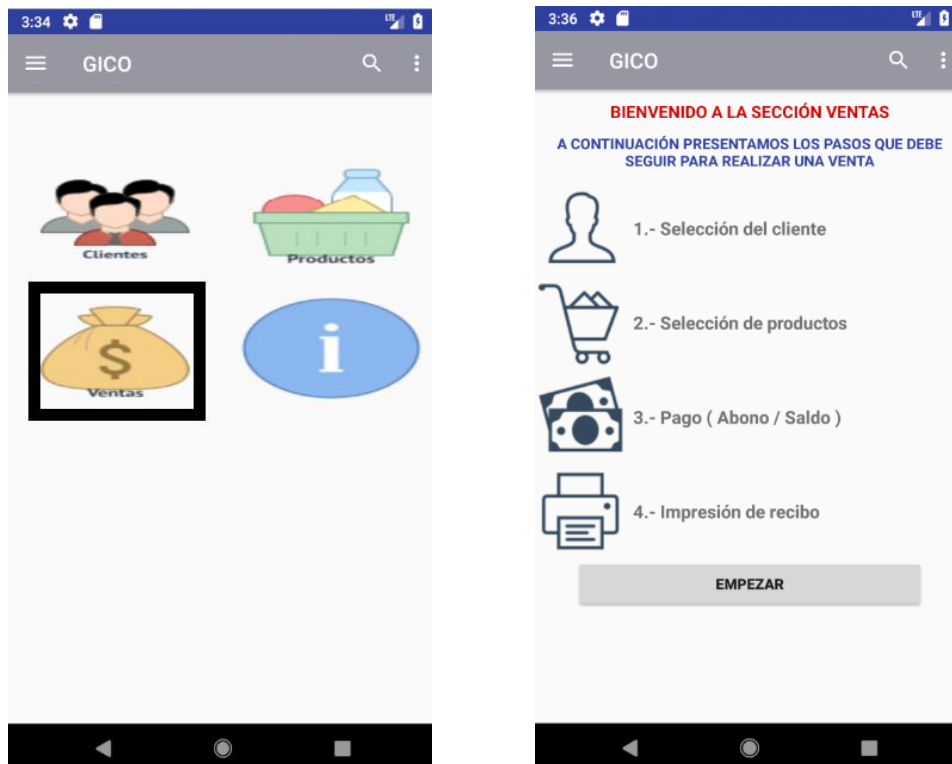 3:34
LTE
GICO
Clientes
Productos
$
i
Ventas
3:36
LTE
GICO
BIENVENIDO A LA SECCIÓN VENTAS
A CONTINUACIÓN PRESENTAMOS LOS PASOS QUE DEBE
SEGUIR PARA REALIZAR UNA VENTA
1.- Selección del cliente
2.- Selección de productos
3.- Pago ( Abono / Saldo )
4.- Impresión de recibo
EMPEZAR